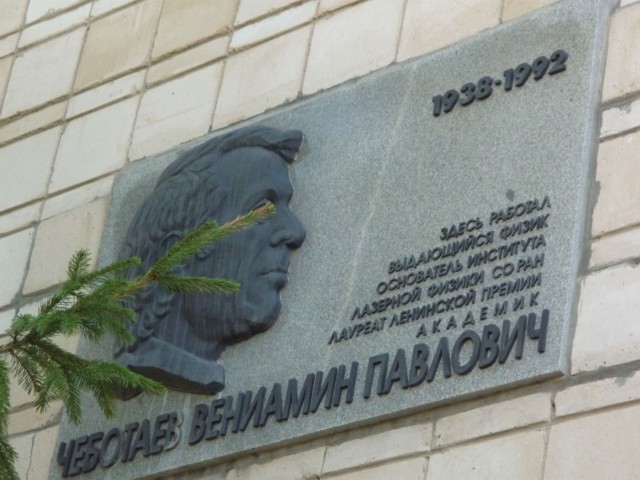 1938-1992
ЗДЕСЬ РАБОТАЛ
ВЫДАЮЩИЙСЯ ФИЗИК
ОСНОВАТЕЛЬ ИНСТИТУТА
ЛАЗЕРНОЙ ФИЗИКИ СО РАН
ЛАУРЕАТ ЛЕНИНСКОЙ ПРЕМИИ
АКАДЕМИК
ЧЕБОТАЕВ ВЕНИАМИН ПАВЛОВИЧ